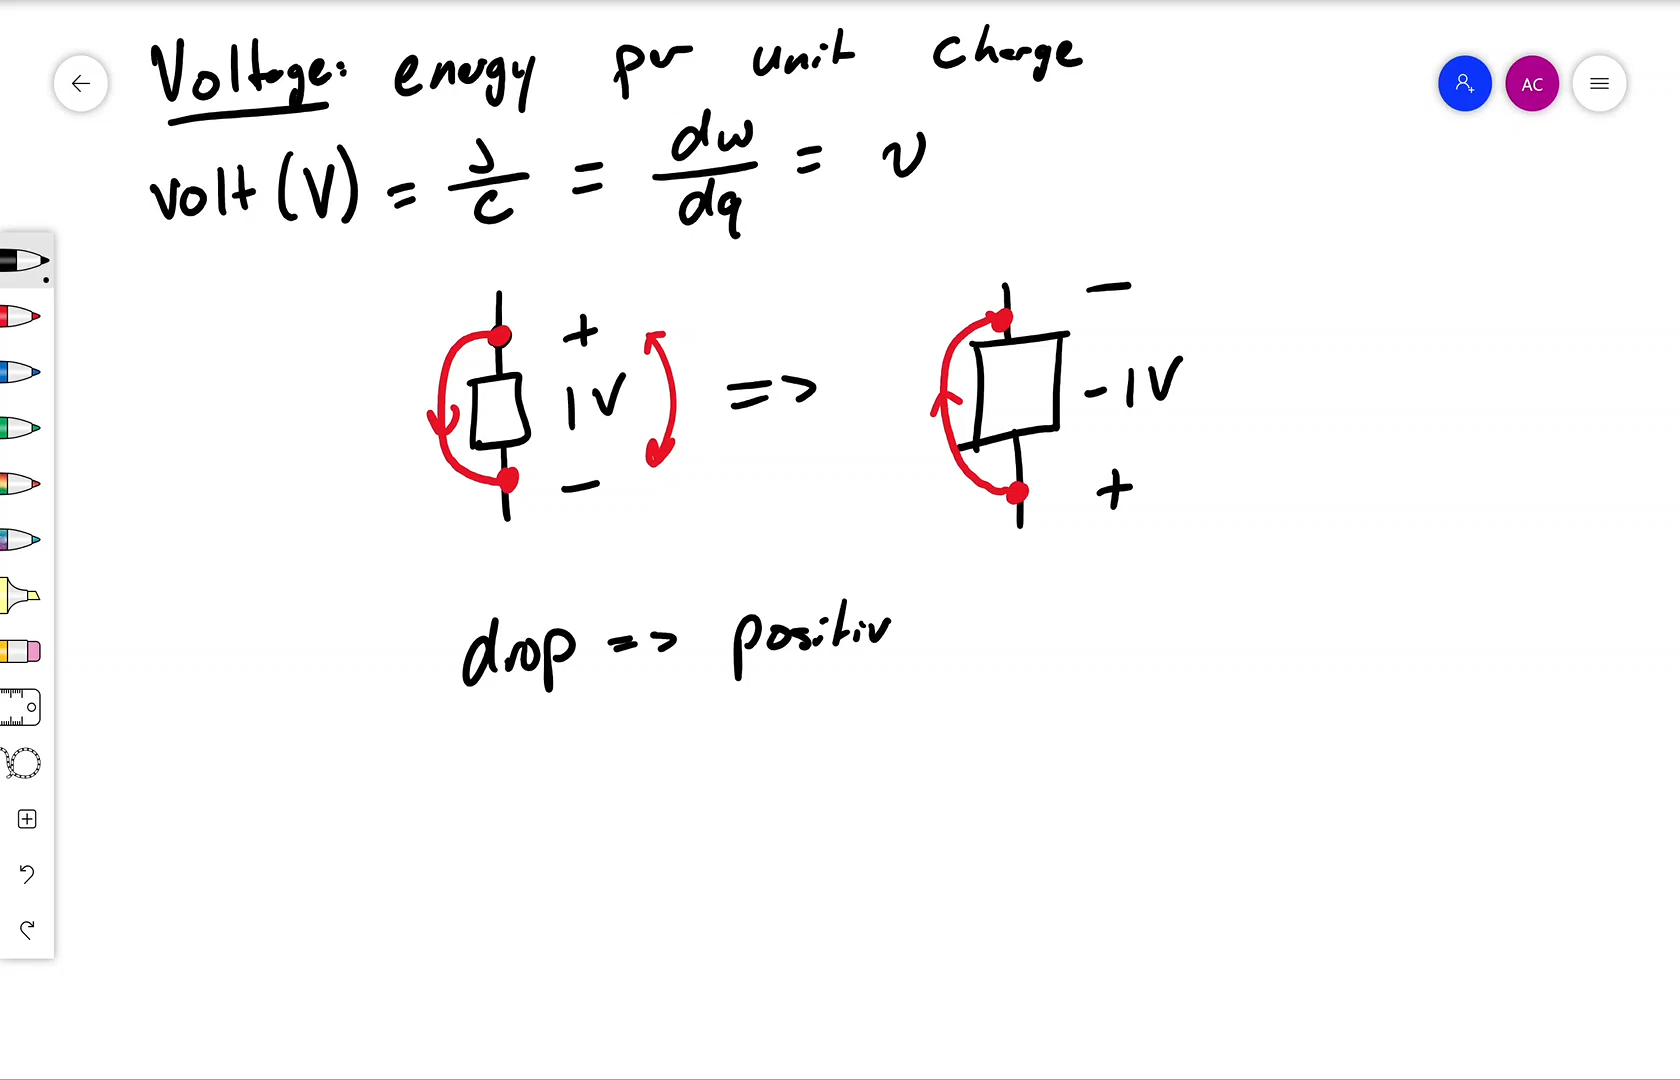 Voltage: energy per unit charge
volt (V) = J/C = dw/dq = v
+ −
1V => -1V
− +
drop => positiv
AC